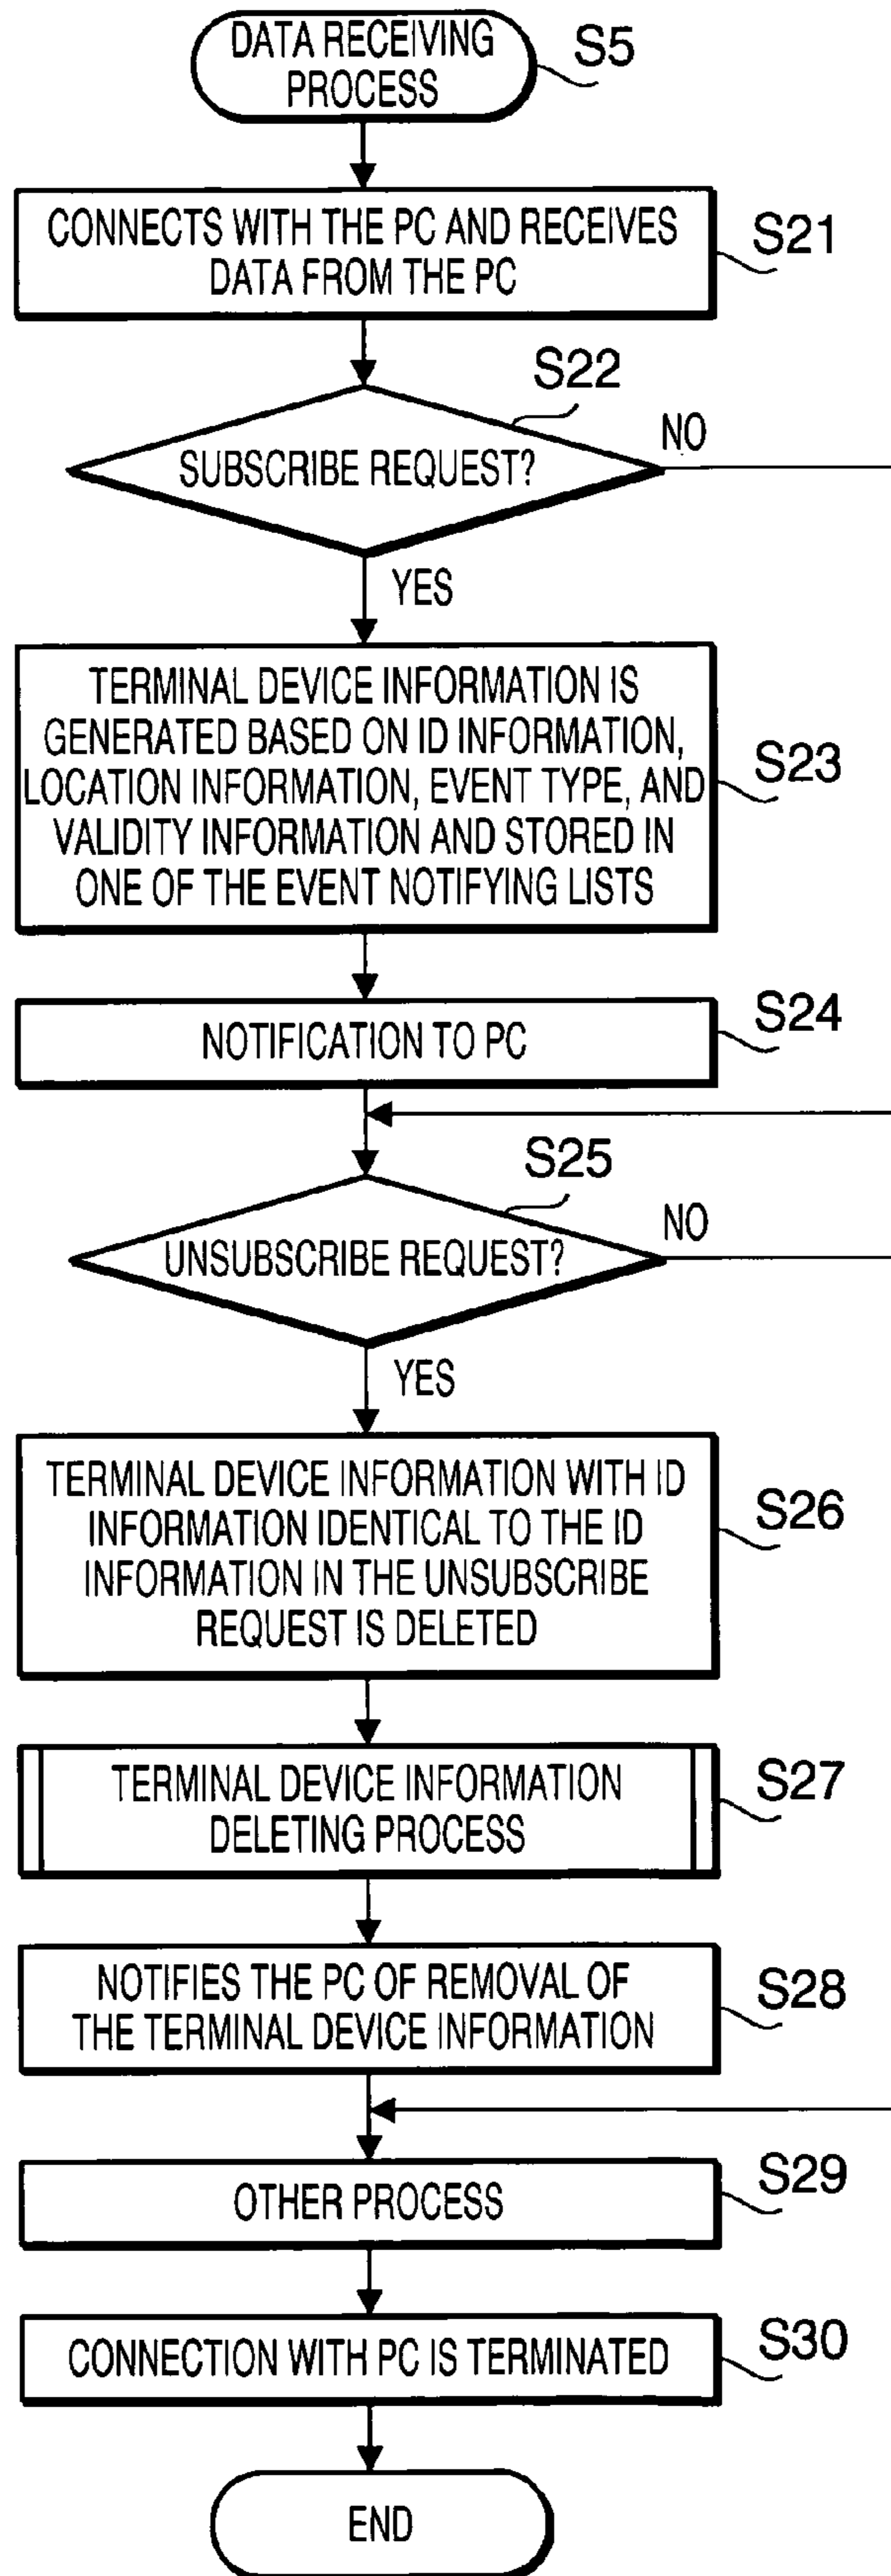 DATA RECEIVING
PROCESS
S5
CONNECTS WITH THE PC AND RECEIVES
DATA FROM THE PC
S21
S22
SUBSCRIBE REQUEST?
NO
YES
TERMINAL DEVICE INFORMATION IS
GENERATED BASED ON ID INFORMATION,
LOCATION INFORMATION, EVENT TYPE, AND
VALIDITY INFORMATION AND STORED IN
ONE OF THE EVENT NOTIFYING LISTS
S23
NOTIFICATION TO PC
S24
S25
UNSUBSCRIBE REQUEST?
NO
YES
TERMINAL DEVICE INFORMATION WITH ID
INFORMATION IDENTICAL TO THE ID
INFORMATION IN THE UNSUBSCRIBE
REQUEST IS DELETED
S26
TERMINAL DEVICE INFORMATION
DELETING PROCESS
S27
NOTIFIES THE PC OF REMOVAL OF
THE TERMINAL DEVICE INFORMATION
S28
OTHER PROCESS
S29
CONNECTION WITH PC IS TERMINATED
S30
END